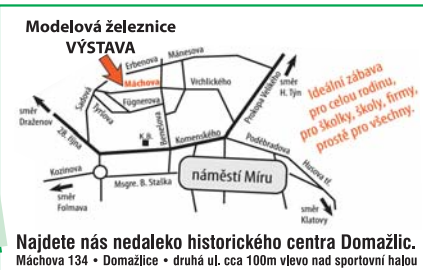 Modelová železnice
VÝSTAVA
Erbenova
Mánesova
Máchova
Vrchlického
Sadová
Tyršova
Fügnerova
Benešova
Prokopa Velikého
směr
H. Týn
Ideální zábava
pro celou rodinu,
pro školky, školy, firmy,
prostě pro všechny.
směr
Draženov
28. října
K.B.
Komenského
Poděbradova
Husova tř.
Kozinova
Msgre. B. Staška
náměstí Míru
směr
Folmava
směr
Klatovy
Najdete nás nedaleko historického centra Domažlic.
Máchova 134 • Domažlice • druhá ul. cca 100m vlevo nad sportovní halou